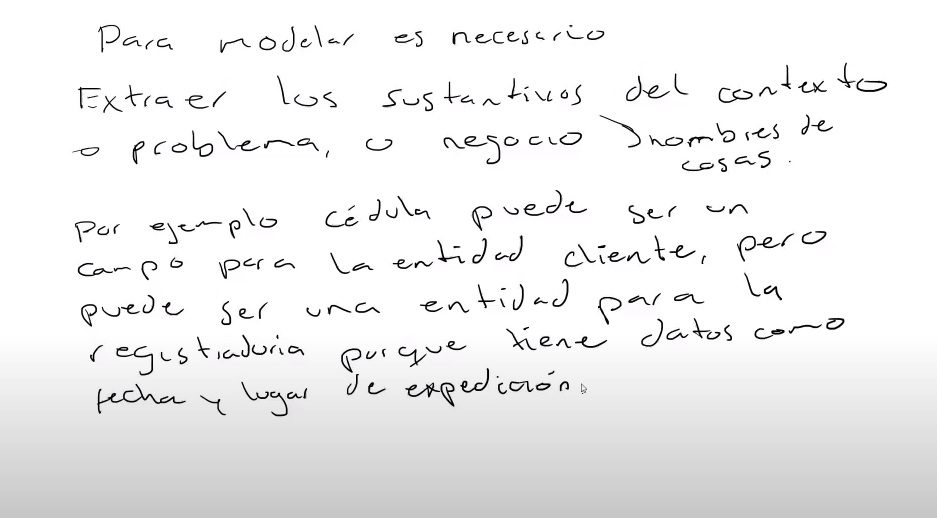 Para modelar es necesario
Extraer los sustantivos del contexto
o problema, o negocio nombres de
cosas.
Por ejemplo cédula puede ser un
campo para la entidad cliente, pero
puede ser una entidad para la
registraduria porque tiene datos como
fecha y lugar de expedición.